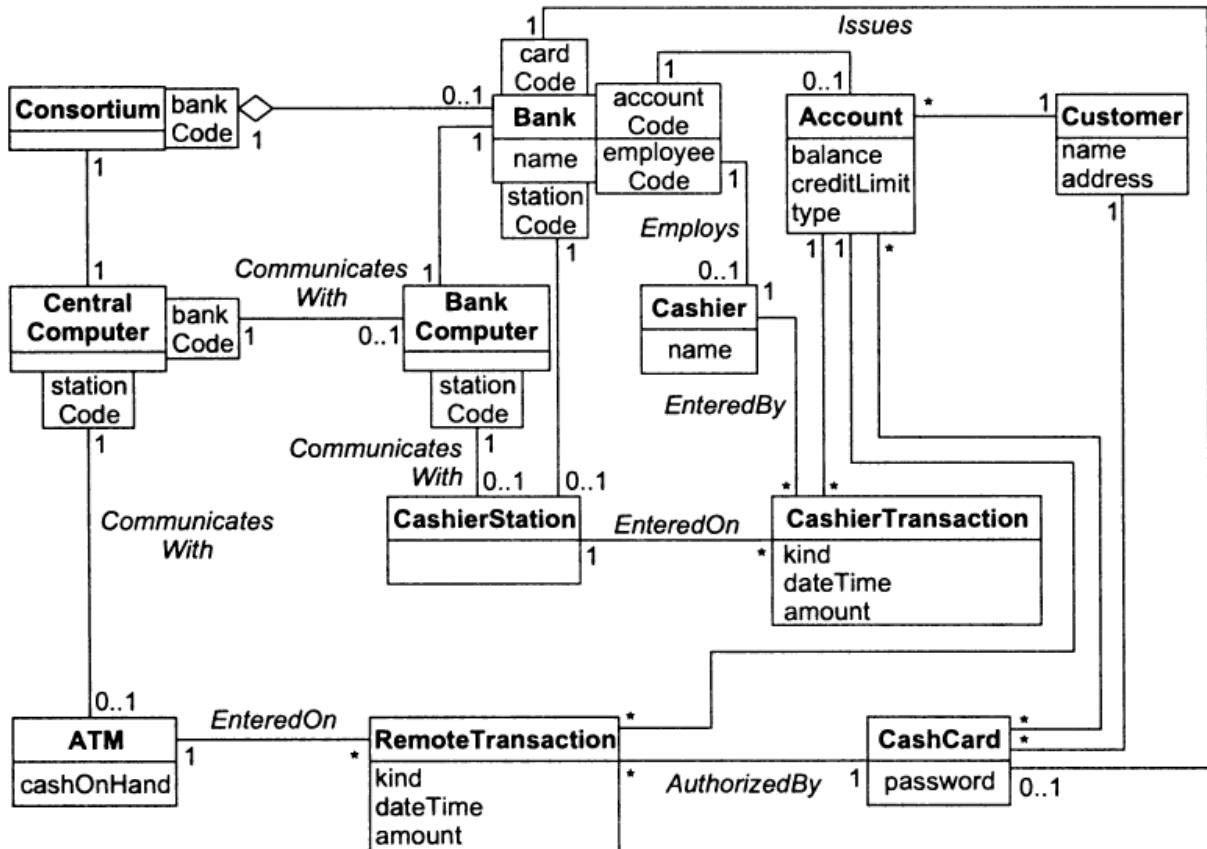 1
Issues
card
Code
1
0..1
Consortium
bank
Code
1
0..1
Bank
name
account
Code
employee
Code
station
Code
1
1
1
Account
balance
creditLimit
type
*
1
Customer
name
address
1
1
Employs
0..1
1
1
*
1
Central
Computer
bank
Code
1
Communicates
With
0..1
1
Bank
Computer
Cashier
name
1
station
Code
1
station
Code
1
EnteredBy
Communicates
With
0..1
0..1
*
*
Communicates
With
CashierStation
1
EnteredOn
*
CashierTransaction
kind
dateTime
amount
0..1
ATM
cashOnHand
1
EnteredOn
*
RemoteTransaction
kind
dateTime
amount
*
*
AuthorizedBy
1
CashCard
password
*
*
0..1